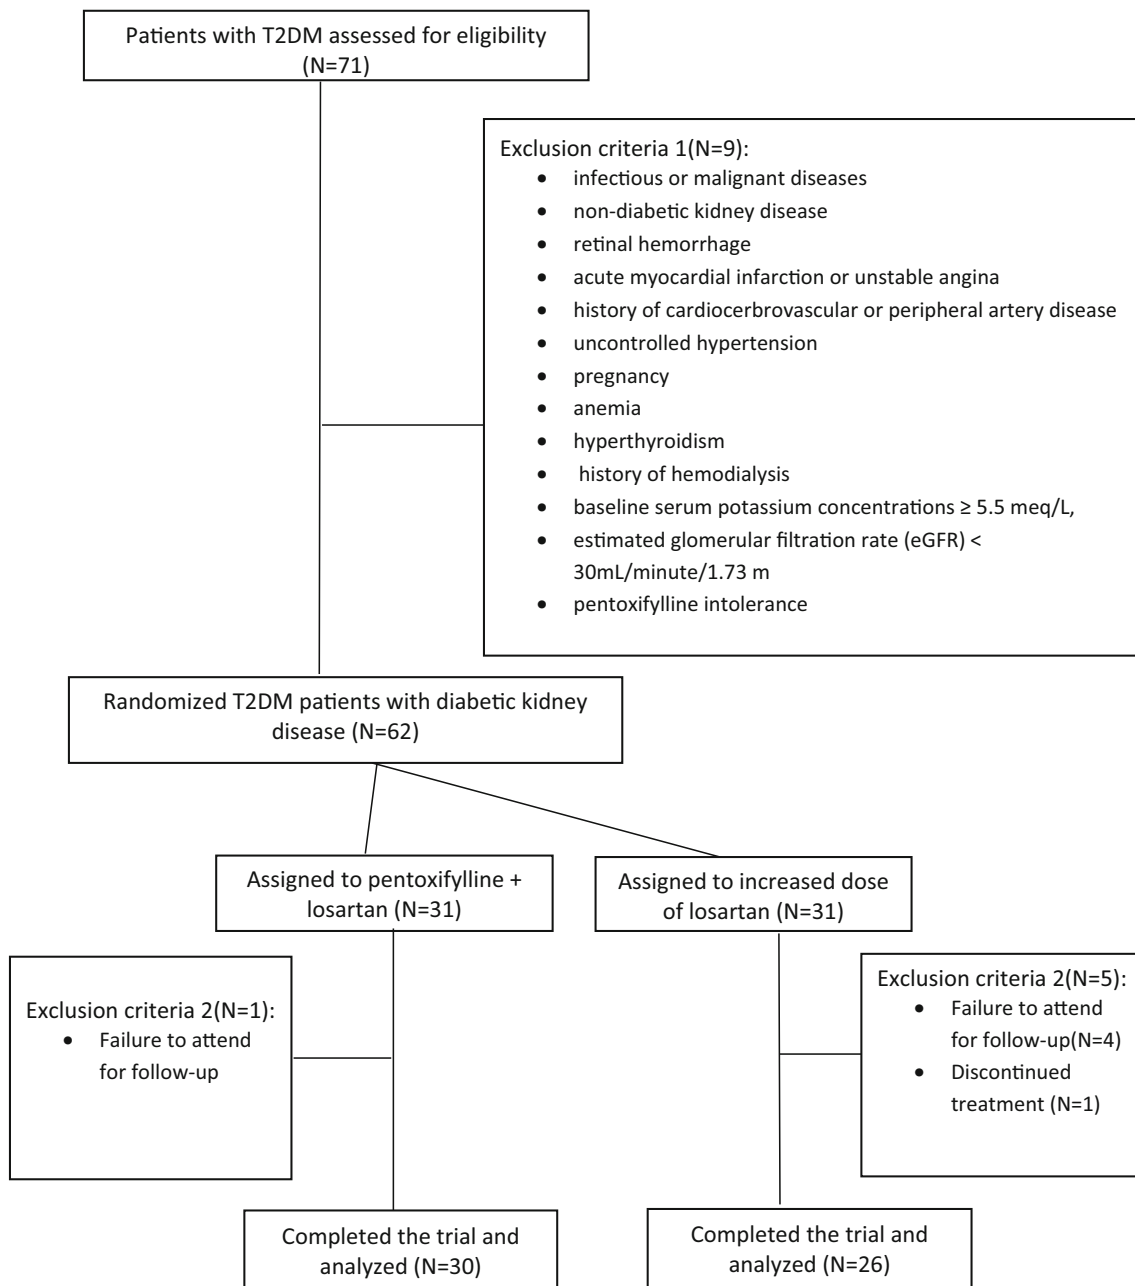 Patients with T2DM assessed for eligibility
(N=71)
Exclusion criteria 1(N=9):
• infectious or malignant diseases
• non-diabetic kidney disease
• retinal hemorrhage
• acute myocardial infarction or unstable angina
• history of cardiocerbrovascular or peripheral artery disease
• uncontrolled hypertension
• pregnancy
• anemia
• hyperthyroidism
• history of hemodialysis
• baseline serum potassium concentrations ≥ 5.5 meq/L,
• estimated glomerular filtration rate (eGFR) <
30mL/minute/1.73 m
• pentoxifylline intolerance
Randomized T2DM patients with diabetic kidney
disease (N=62)
Assigned to pentoxifylline +
losartan (N=31)
Assigned to increased dose
of losartan (N=31)
Exclusion criteria 2(N=1):
• Failure to attend
for follow-up
Exclusion criteria 2(N=5):
• Failure to attend
for follow-up(N=4)
• Discontinued
treatment (N=1)
Completed the trial and
analyzed (N=30)
Completed the trial and
analyzed (N=26)